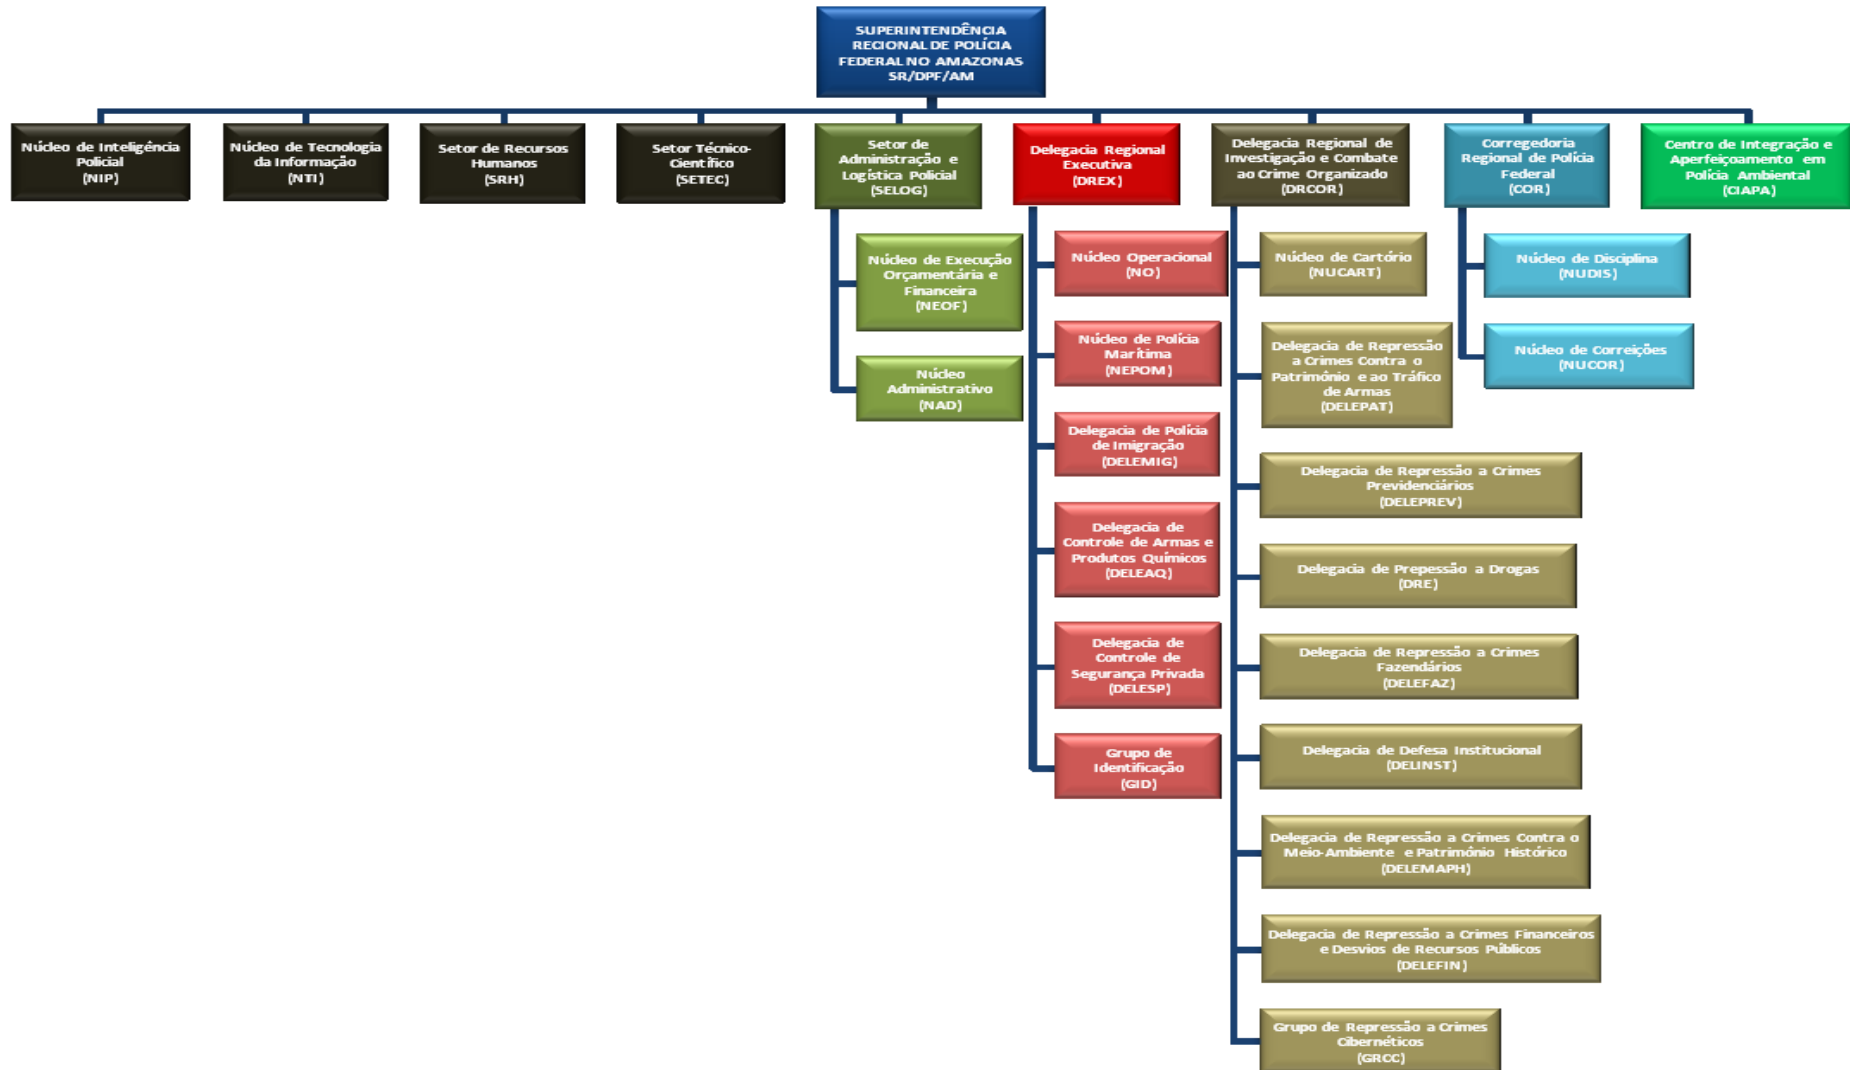 SUPERINTENDÊNCIA
RECIONAL DE POLÍCIA
FEDERAL NO AMAZONAS
SR/DPF/AM
Núcleo de Inteligência
Policial
(NIP)
Núcleo de Tecnologia
da Informação
(NTI)
Setor de Recursos
Humanos
(SRH)
Setor Técnico-
Científico
(SETEC)
Setor de
Administração e
Logística Policial
(SELOG)
Delegacia Regional
Executiva
(DREX)
Delegacia Regional de
Investigação e Combate
ao Crime Organizado
(DRCOR)
Corregedoria
Regional de Polícia
Federal
(COR)
Centro de Integração e
Aperfeiçoamento em
Polícia Ambiental
(CIAPA)
Núcleo de Execução
Orçamentária e
Financeira
(NEOF)
Núcleo
Administrativo
(NAD)
Núcleo Operacional
(NO)
Núcleo de Polícia
Marítima
(NEPOM)
Delegacia de Polícia
de Imigração
(DELEMIG)
Delegacia de
Controle de Armas e
Produtos Químicos
(DELEAQ)
Delegacia de
Controle de
Segurança Privada
(DELESP)
Grupo de
Identificação
(GID)
Núcleo de Cartório
(NUCART)
Delegacia de Repressão
a Crimes Contra o
Patrimônio e ao Tráfico
de Armas
(DELEPAT)
Delegacia de Repressão a Crimes
Previdenciários
(DELEPREV)
Delegacia de Prepessão a Drogas
(DRE)
Delegacia de Repressão a Crimes
Fazendários
(DELEFAZ)
Delegacia de Defesa Institucional
(DELINST)
Delegacia de Repressão a Crimes Contra o
Meio-Ambiente e Patrimônio Histórico
(DELEMAPH)
Delegacia de Repressão a Crimes Financeiros
e Desvios de Recursos Públicos
(DELEFIN)
Grupo de Repressão a Crimes
Cibernéticos
(GRCC)
Núcleo de Disciplina
(NUDIS)
Núcleo de Correições
(NUCOR)